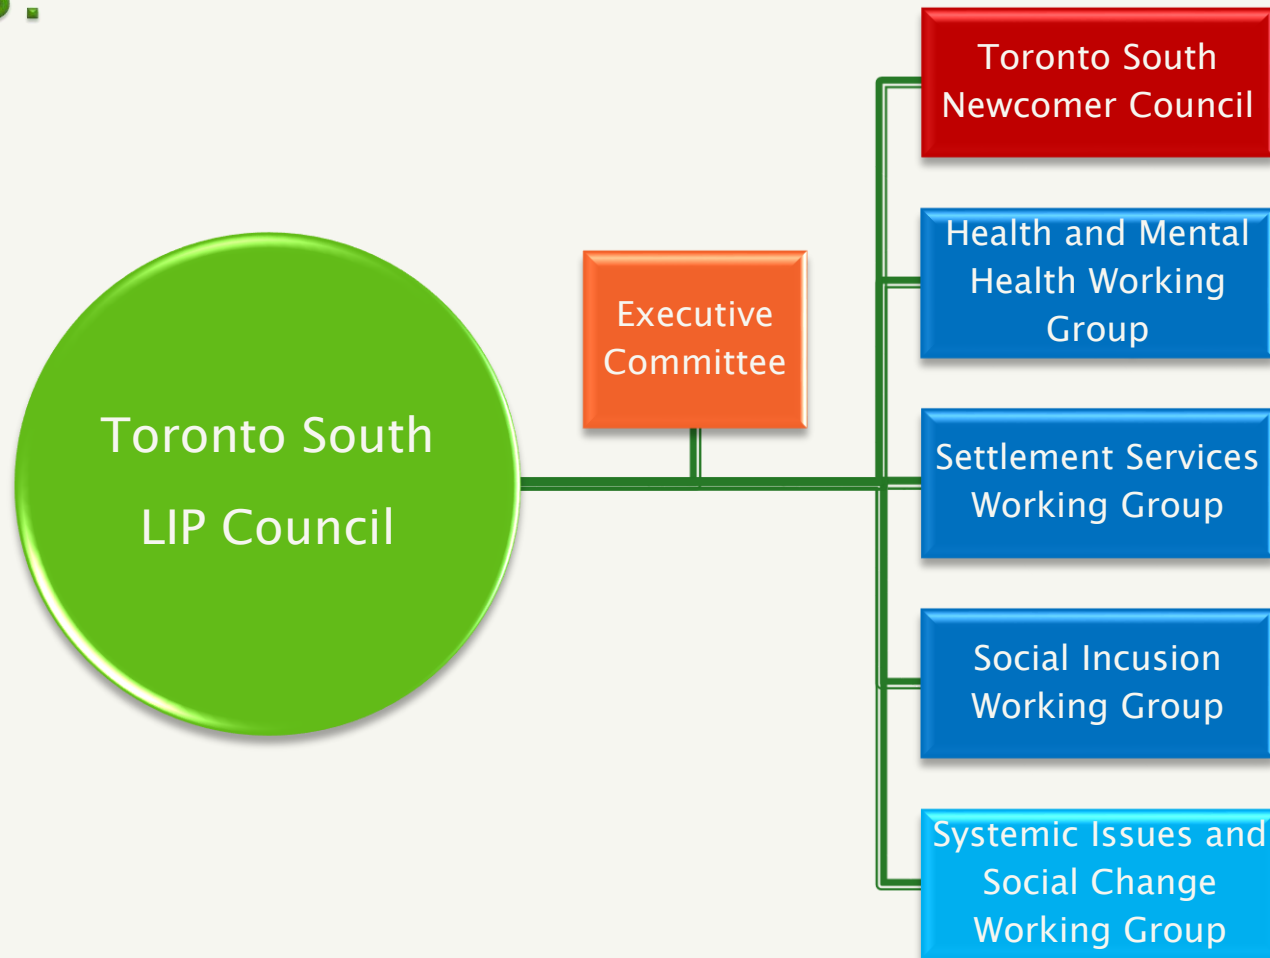 Toronto South
LIP Council
Executive
Committee
Toronto South
Newcomer Council
Health and Mental
Health Working
Group
Settlement Services
Working Group
Social Incusion
Working Group
Systemic Issues and
Social Change
Working Group